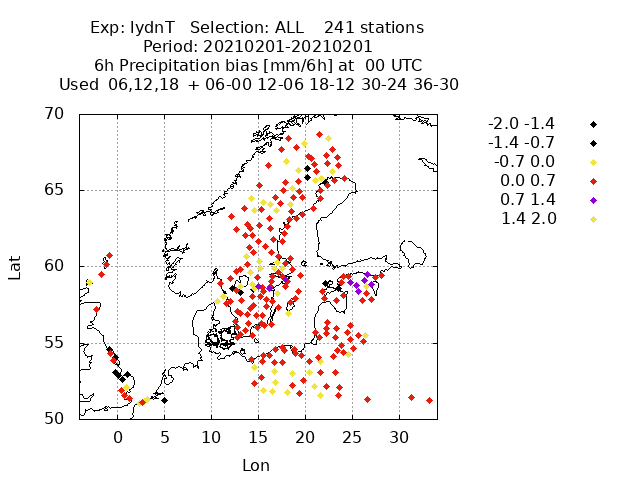 Exp: IydnT Selection: ALL 241 stations
Period: 20210201-20210201
6h Precipitation bias [mm/6h] at 00 UTC
Used 06,12,18 + 06-00 12-06 18-12 30-24 36-30
-2.0 -1.4
-1.4 -0.7
-0.7 0.0
0.0 0.7
0.7 1.4
1.4 2.0
70
65
60
55
50
Lat
0 5 10 15 20 25 30
Lon